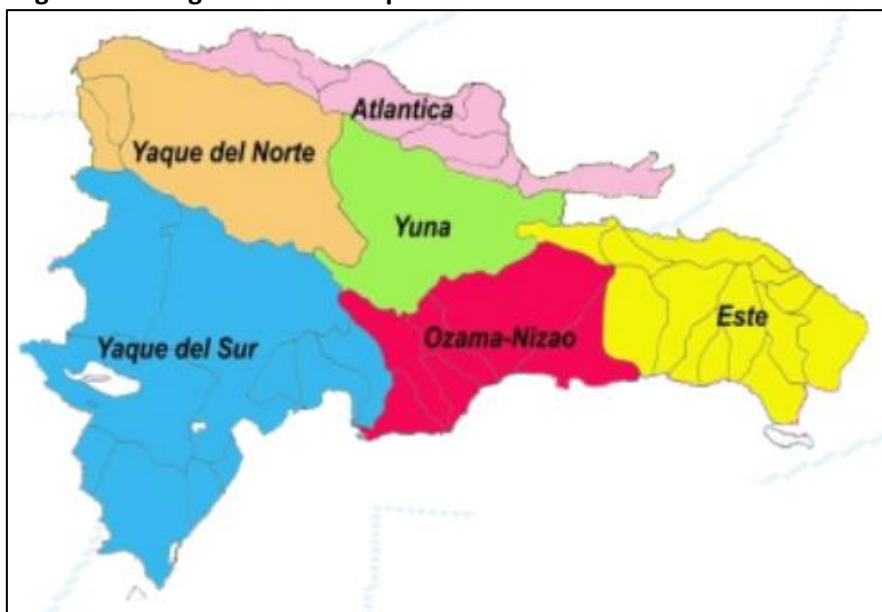 Atlantica
Yaque del Norte
Yuna
Este
Ozama-Nizao
Yaque del Sur